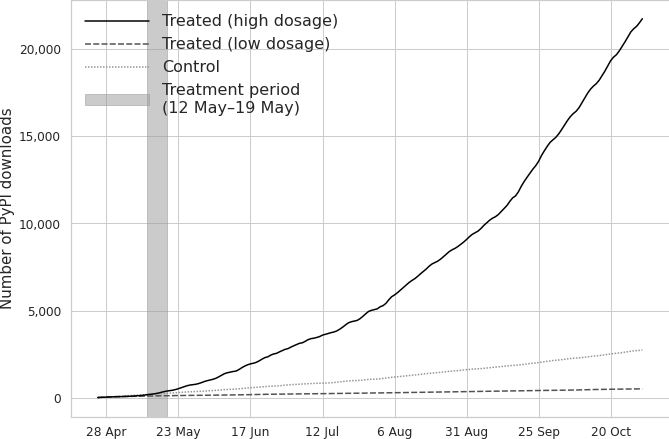 Treated (high dosage)
Treated (low dosage)
Control
Treatment period
(12 May–19 May)
Number of PyPI downloads
20,000
15,000
10,000
5,000
0
28 Apr
23 May
17 Jun
12 Jul
6 Aug
31 Aug
25 Sep
20 Oct